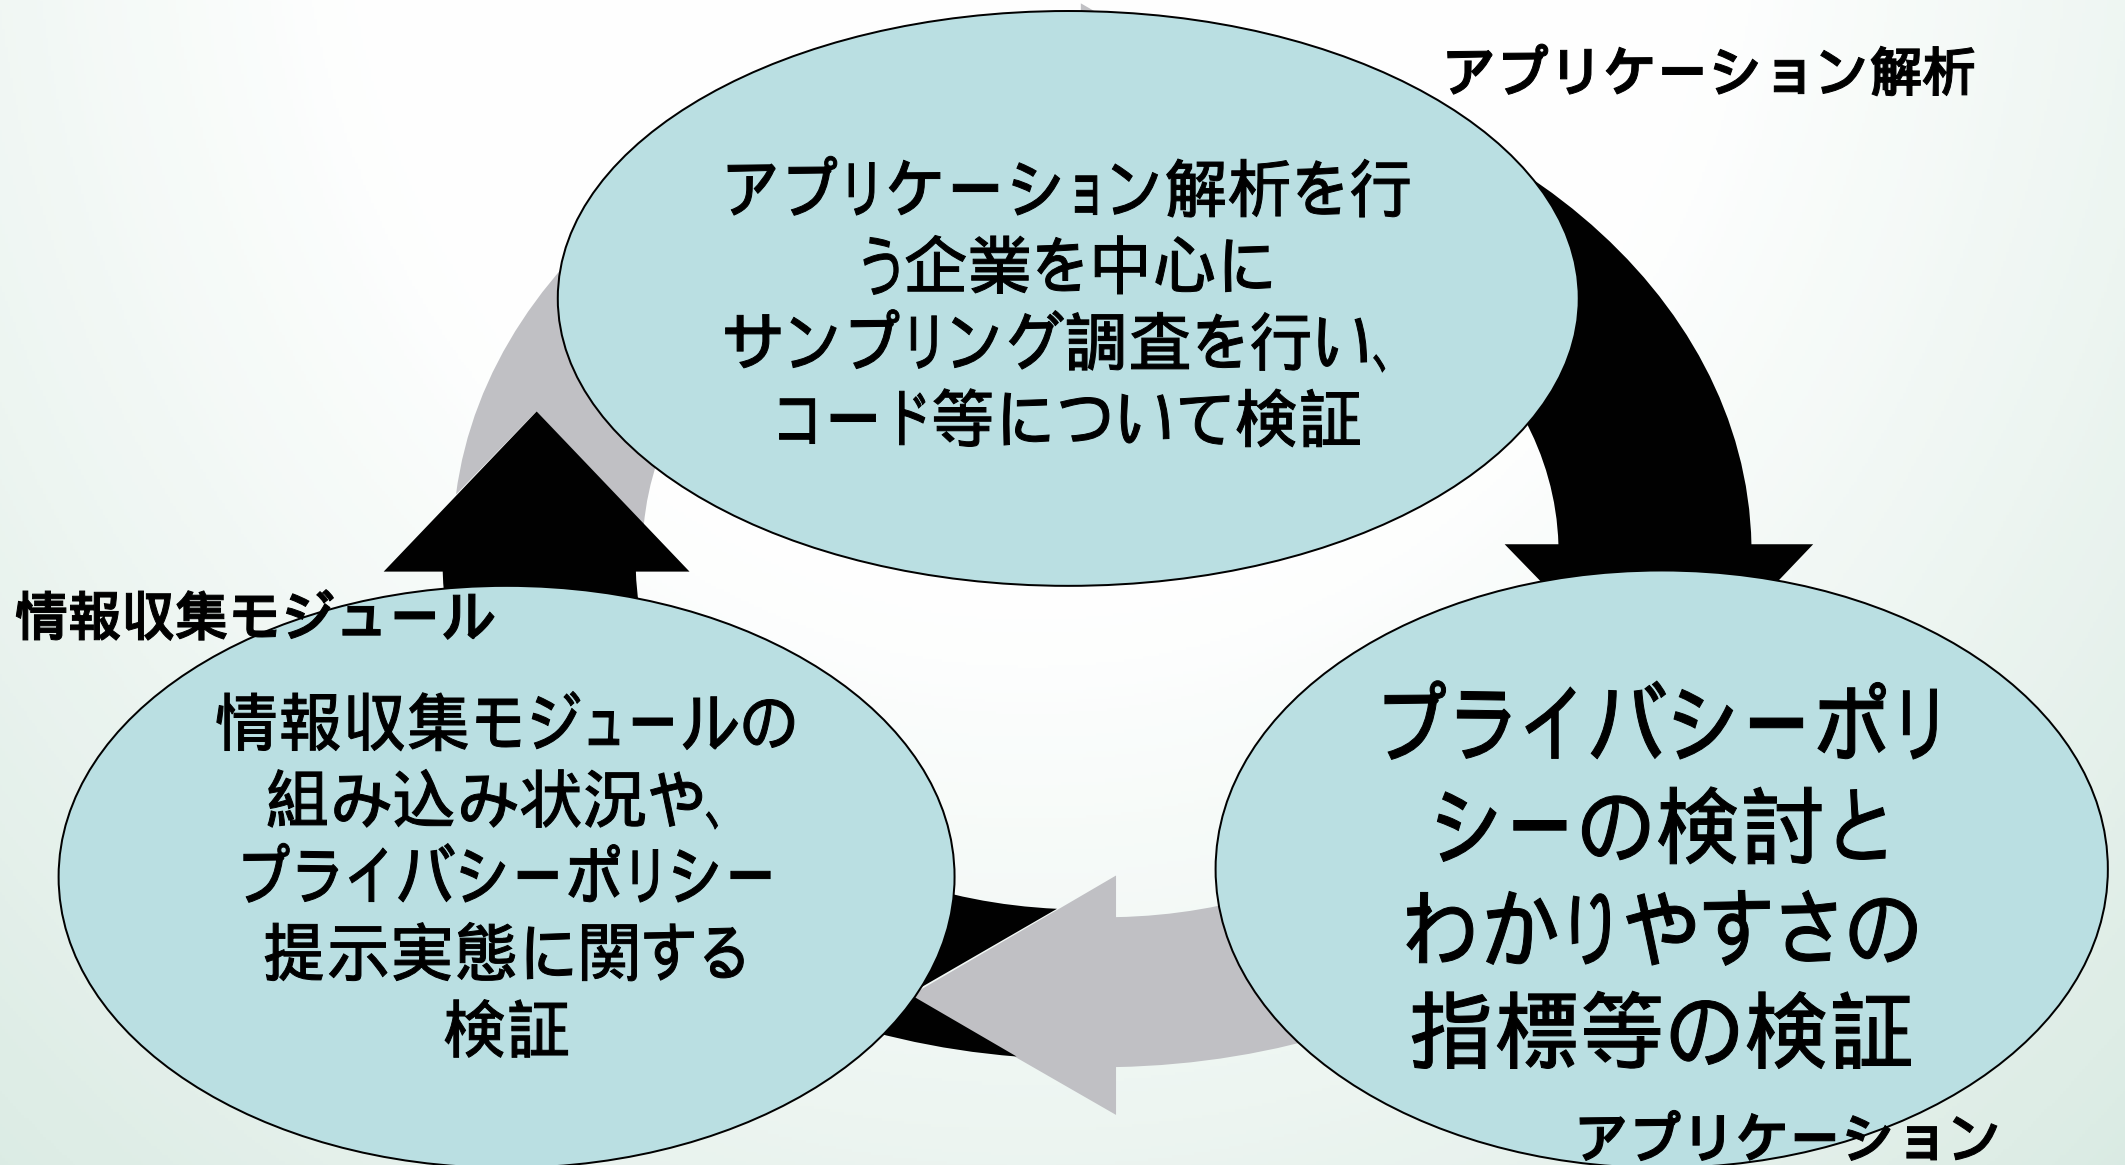 アプリケーション解析
アプリケーション解析を行
う企業を中心に
サンプリング調査を行い、
コード等について検証
情報収集モジュール
情報収集モジュールの
組み込み状況や、
プライバシーポリシー
提示実態に関する
検証
プライバシーポリ
シーの検討と
わかりやすさの
指標等の検証
アプリケーション